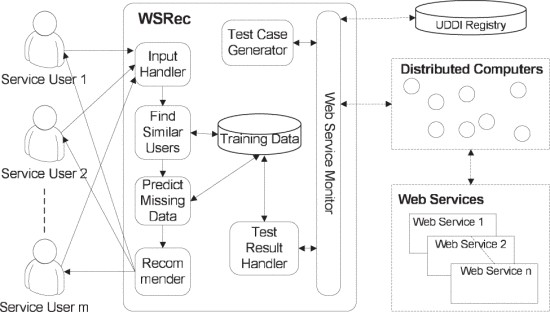 WSRec
Service User 1
Service User 2
Service User m
Input
Handler
Find
Similar
Users
Predict
Missing
Data
Recom
mender
Test Case
Generator
Training Data
Test
Result
Handler
Web Service Monitor
UDDI Registry
Distributed Computers
Web Services
Web Service 1
Web Service 2
Web Service n